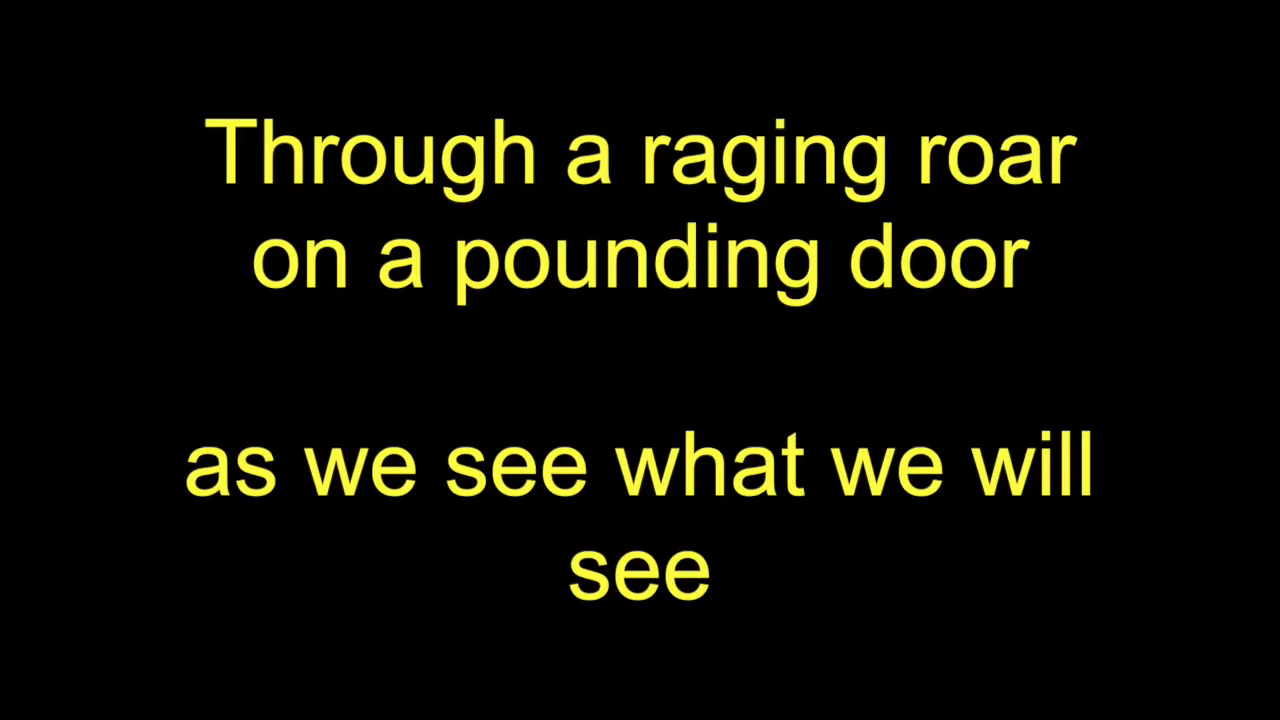 Through a raging roar
on a pounding door
as we see what we will
see